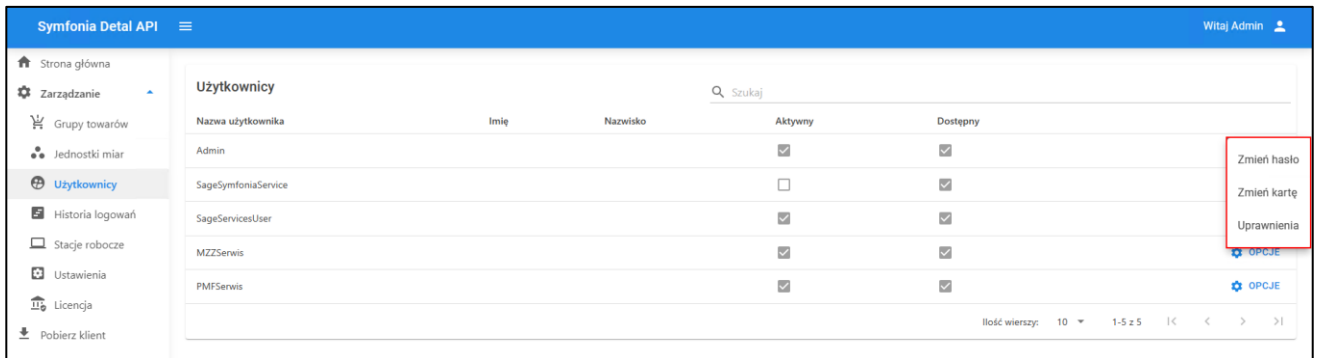 Symfonia Detal API
Witaj Admin
Strona główna
Zarządzanie
Grupy towarów
Jednostki miar
Użytkownicy
Historia logowań
Stacje robocze
Ustawienia
Licencja
Pobierz klient
Użytkownicy
Szukaj
Nazwa użytkownika Imię Nazwisko Aktywny Dostępny
Admin
SageSymfoniaService
SageServicesUser
MZZSerwis OPCJE
PMFSerwis OPCJE
Zmień hasło
Zmień kartę
Uprawnienia
Ilość wierszy: 10 1-5 z 5